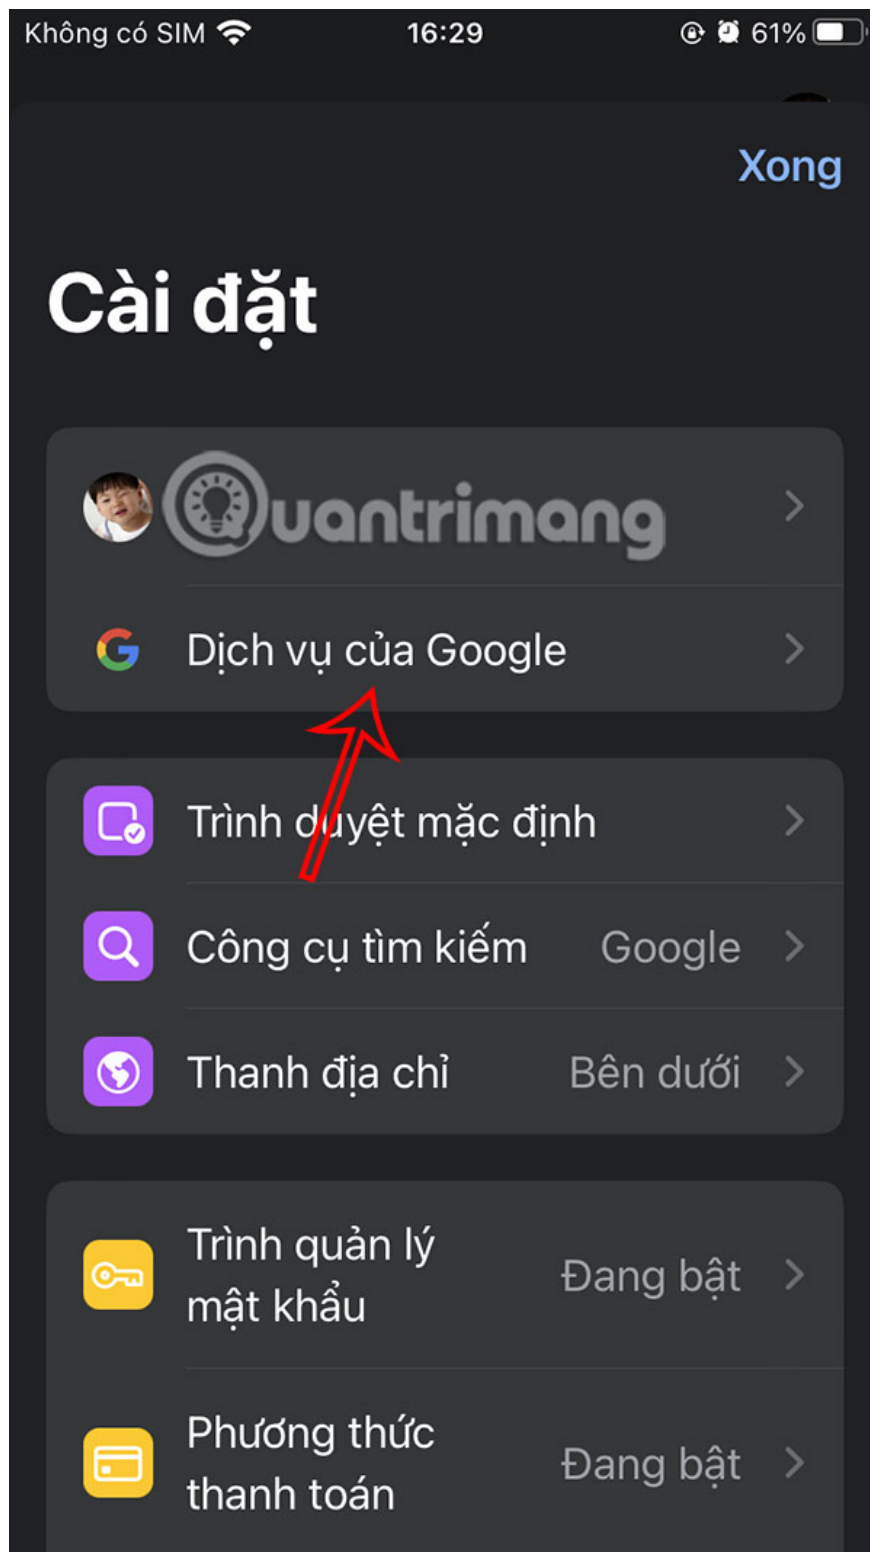 Không có SIM 16:29 61%
Xong
Cài đặt
Quantrimang
Dịch vụ của Google
Trình duyệt mặc định
Công cụ tìm kiếm Google
Thanh địa chỉ Bên dưới
Trình quản lý
mật khẩu
Đang bật
Phương thức
thanh toán
Đang bật